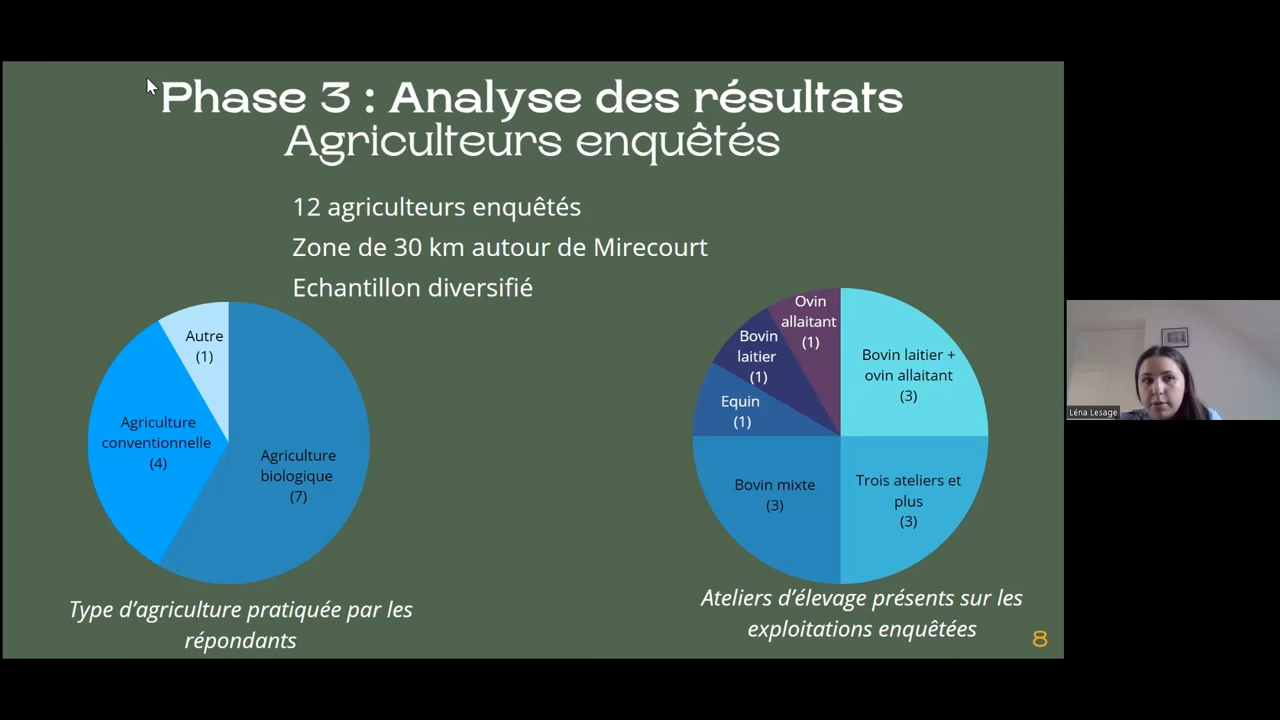 Phase 3 : Analyse des résultats
Agriculteurs enquêtés
12 agriculteurs enquêtés
Zone de 30 km autour de Mirecourt
Echantillon diversifié
Autre
(1)
Agriculture
conventionnelle
(4)
Agriculture
biologique
(7)
Type d’agriculture pratiquée par les
répondants
Ovin
allaitant
(1)
Bovin
laitier
(1)
Equin
(1)
Bovin laitier +
ovin allaitant
(3)
Bovin mixte
(3)
Trois ateliers et
plus
(3)
Ateliers d’élevage présents sur les
exploitations enquêtées
8
Léna Lesage